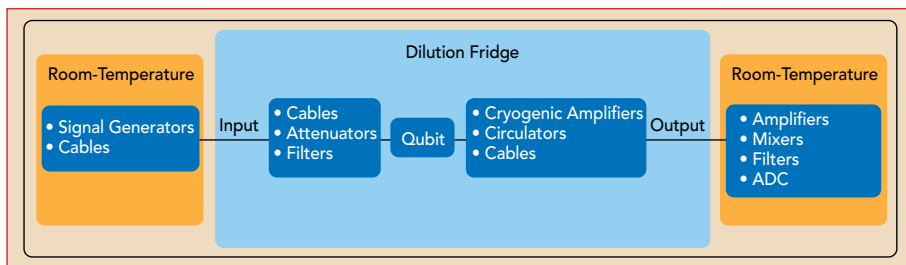 Dilution Fridge
Room-Temperature
• Signal Generators
• Cables
Input
• Cables
• Attenuators
• Filters
Qubit
• Cryogenic Amplifiers
• Circulators
• Cables
Output
Room-Temperature
• Amplifiers
• Mixers
• Filters
• ADC